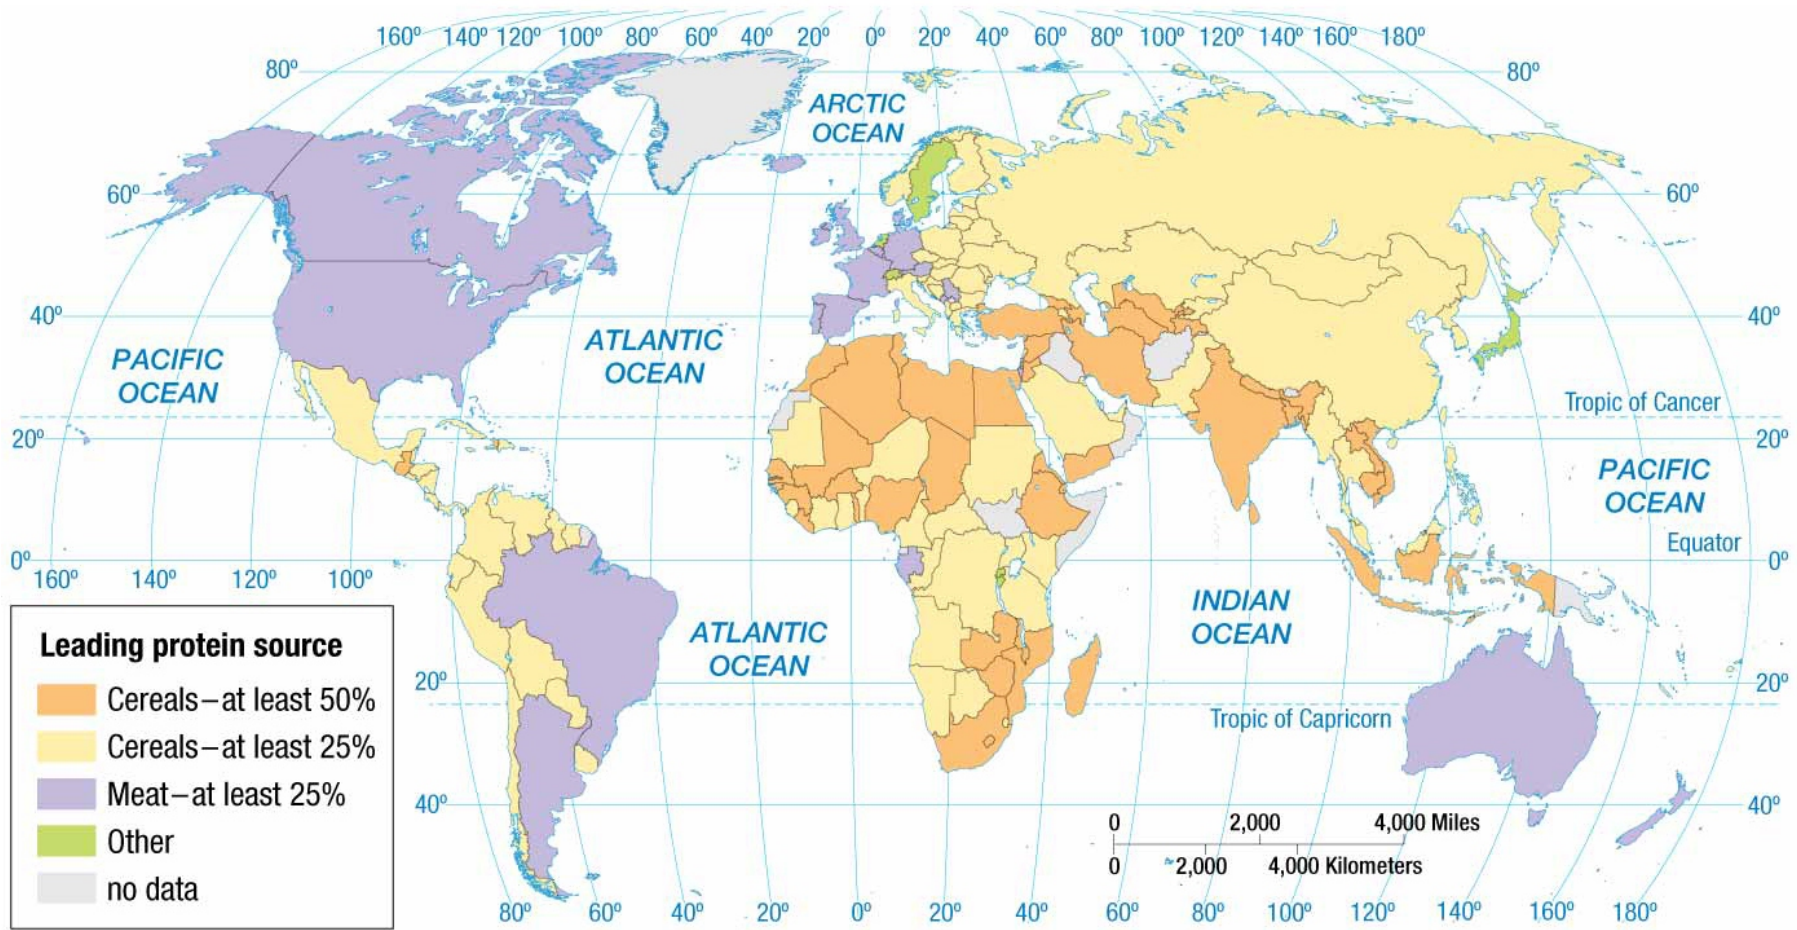 160º 140º 120º 100º 80º 60º 40º 20º 0º 20º 40º 60º 80º 100º 120º 140º 160º 180º
80º
80º
ARCTIC
OCEAN
60º
60º
40º
40º
ATLANTIC
OCEAN
PACIFIC
OCEAN
Tropic of Cancer
20º
20º
PACIFIC
OCEAN
Equator
0º
0º
160º 140º 120º 100º
INDIAN
OCEAN
ATLANTIC
OCEAN
20º
20º
Tropic of Capricorn
40º
40º
Leading protein source
Cereals–at least 50%
Cereals–at least 25%
Meat–at least 25%
Other
no data
0 2,000 4,000 Miles
0 2,000 4,000 Kilometers
80º 60º 40º 20º 0º 20º 40º 60º 80º 100º 120º 140º 160º 180º